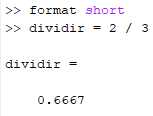 >> format short
>> dividir = 2 / 3
dividir =
0.6667